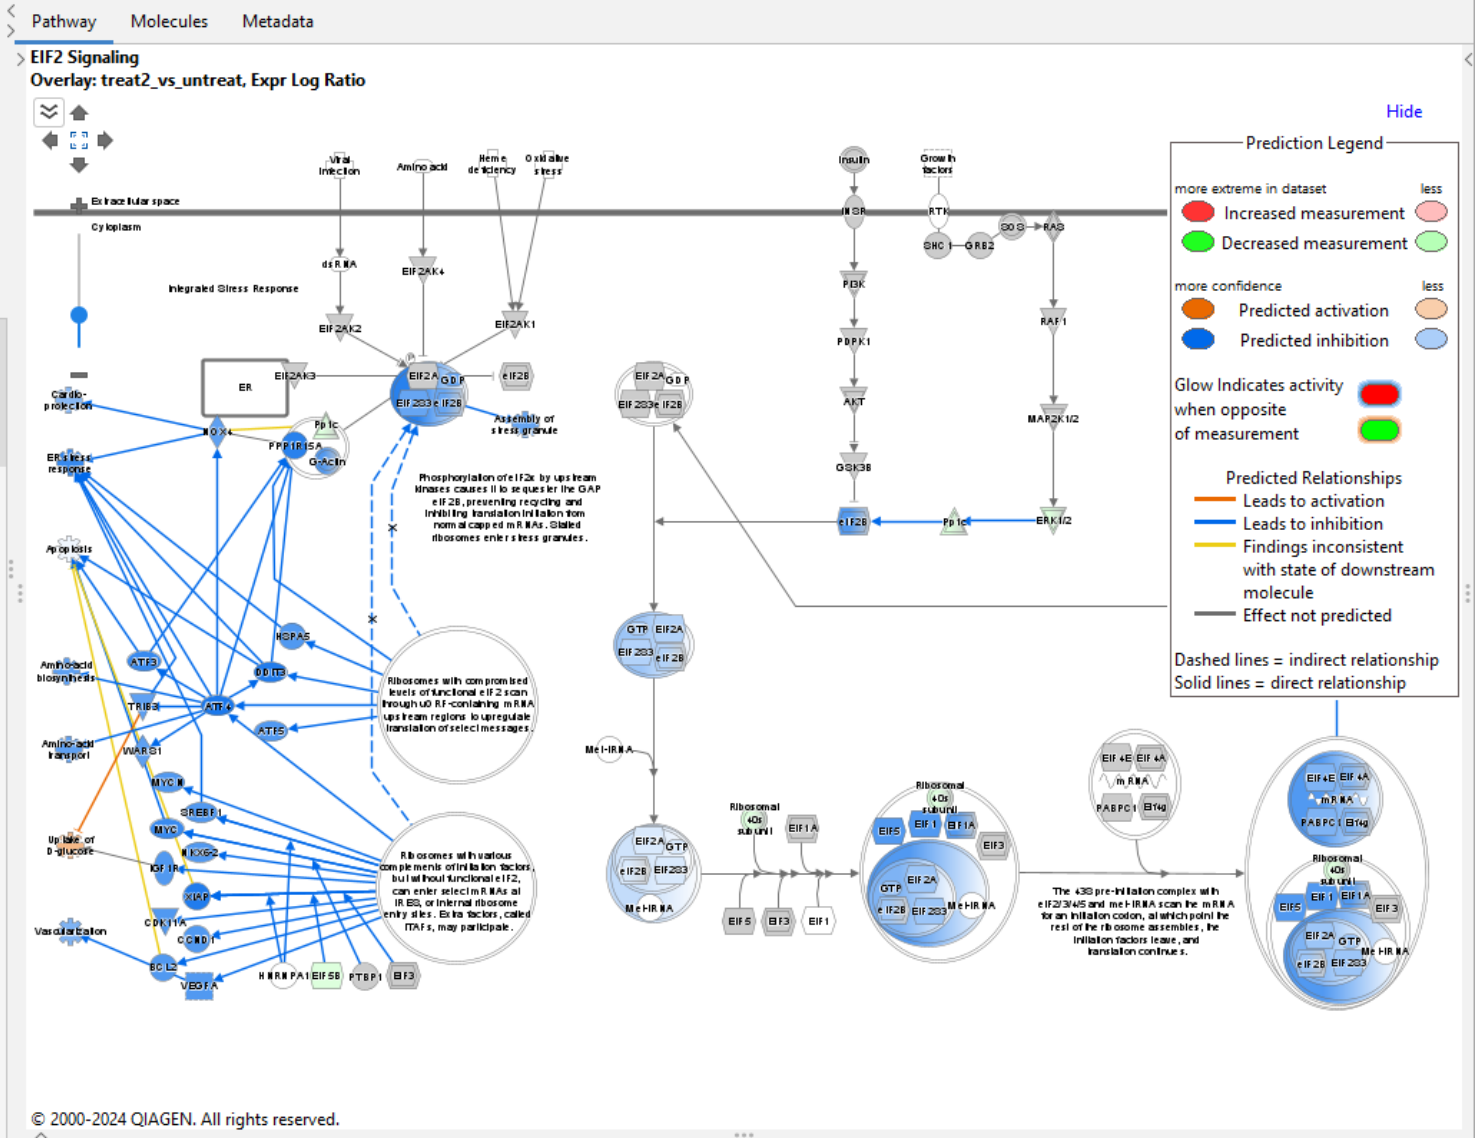 Pathway
Molecules
Metadata
EIF2 Signaling
Overlay: treat2_vs_untreat, Expr Log Ratio
Hide
Viral
infection
Amino acid
Heme
deficiency
Oxidative
stress
Insulin
Growth
factors
Extracellular space
Cytoplasm
INSR
RTK
SHC1
GRB2
SOS
RAS
dsRNA
EIF2AK4
Integrated Stress Response
EIF2AK2
EIF2AK1
PI3K
RAF1
PDPK1
ER
EIF2AK3
P
EIF2A
GDP
EIF2B3
eIF2B
eIF2B
EIF2A
GDP
EIF2B3
eIF2B
AKT
MAP2K1/2
Cardio-
protection
NOX4
Pp1c
PPP1R15A
G-Actin
Assembly of
stress granule
ER stress
response
GSK3B
Phosphorylation of eIF2α by upstream
kinases causes it to sequester the GAP
eIF2B, preventing recycling and
inhibiting translation initiation from
normal capped mRNAs. Stalled
ribosomes enter stress granules.
eIF2B
Pp1c
ERK1/2
Apoptosis
HSPA5
ATF3
DDIT3
Amino-acid
biosynthesis
TRIB3
ATF4
ATF5
Ribosomes with compromised
levels of functional eIF2 scan
through uORF-containing mRNA
upstream regions to upregulate
translation of select messages.
GTP
EIF2A
EIF2B3
eIF2B
Amino-acid
transport
WARS1
Met-tRNA
MYCN
SREBF1
MYC
NKX6-2
Uptake of
D-glucose
IGF1R
XIAP
CDK11A
CCND1
Vascularization
BCL2
VEGFA
Ribosomes with various
complements of initiation factors,
but without functional eIF2,
can enter select mRNAs at
IRES, or internal ribosome
entry sites. Extra factors, called
ITAFs, may participate.
HNRNPA1
EIF5B
PTBP1
EIF3
EIF2A
GTP
eIF2B
EIF2B3
Met-tRNA
Ribosomal
40s
subunit
EIF1A
EIF5
EIF3
EIF1
Ribosomal
40s
subunit
EIF5
EIF1
EIF1A
EIF3
GTP
EIF2A
eIF2B
EIF2B3
Met-tRNA
EIF4E
EIF4A
mRNA
PABPC1
EIf4g
The 43S pre-initiation complex with
eIF2/3/4/5 and met-tRNA scan the mRNA
for an initiation codon, at which point the
rest of the ribosome assembles, the
initiation factors leave, and
translation continues.
EIF4E
EIF4A
mRNA
PABPC1
EIf4g
Ribosomal
40s
subunit
EIF5
EIF1
EIF1A
EIF3
EIF2A
GTP
eIF2B
EIF2B3
Met-tRNA
Prediction Legend
more extreme in dataset
less
Increased measurement
Decreased measurement
more confidence
less
Predicted activation
Predicted inhibition
Glow Indicates activity
when opposite
of measurement
Predicted Relationships
Leads to activation
Leads to inhibition
Findings inconsistent
with state of downstream
molecule
Effect not predicted
Dashed lines = indirect relationship
Solid lines = direct relationship
© 2000-2024 QIAGEN. All rights reserved.